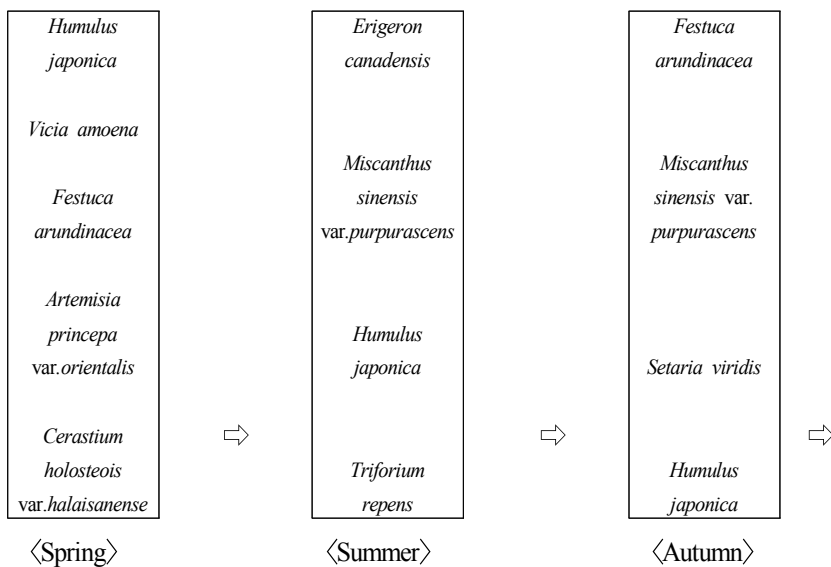 Humulus
japonica
Vicia amoena
Festuca
arundinacea
Artemisia
princepa
var.orientalis
Cerastium
holosteois
var.halaisanense
〈Spring〉
⇨
Erigeron
canadensis
Miscanthus
sinensis
var.purpurascens
Humulus
japonica
Triforium
repens
〈Summer〉
⇨
Festuca
arundinacea
Miscanthus
sinensis var.
purpurascens
Setaria viridis
Humulus
japonica
〈Autumn〉
⇨